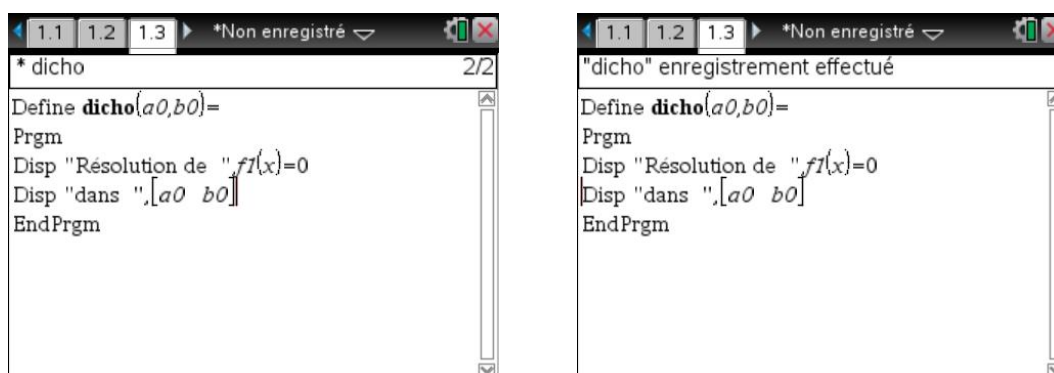 1.1 1.2 1.3 *Non enregistré
* dicho 2/2
Define dicho(a0,b0)=
Prgm
Disp "Résolution de ",f1(x)=0
Disp "dans ",[a0 b0]
EndPrgm
1.1 1.2 1.3 *Non enregistré
"dicho" enregistrement effectué
Define dicho(a0,b0)=
Prgm
Disp "Résolution de ",f1(x)=0
Disp "dans ",[a0 b0]
EndPrgm